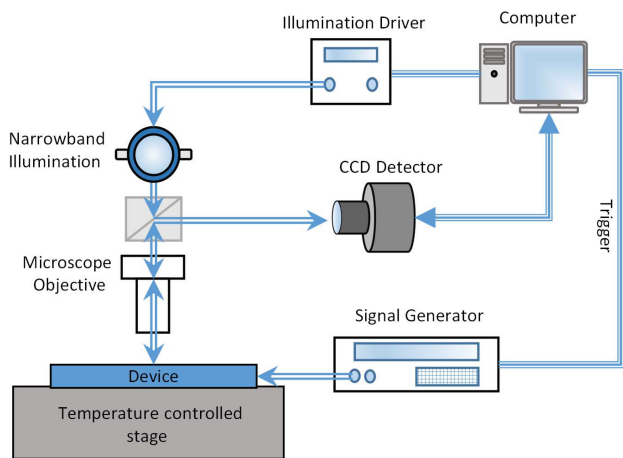 Illumination Driver
Computer
Narrowband
Illumination
CCD Detector
Trigger
Microscope
Objective
Signal Generator
Device
Temperature controlled
stage